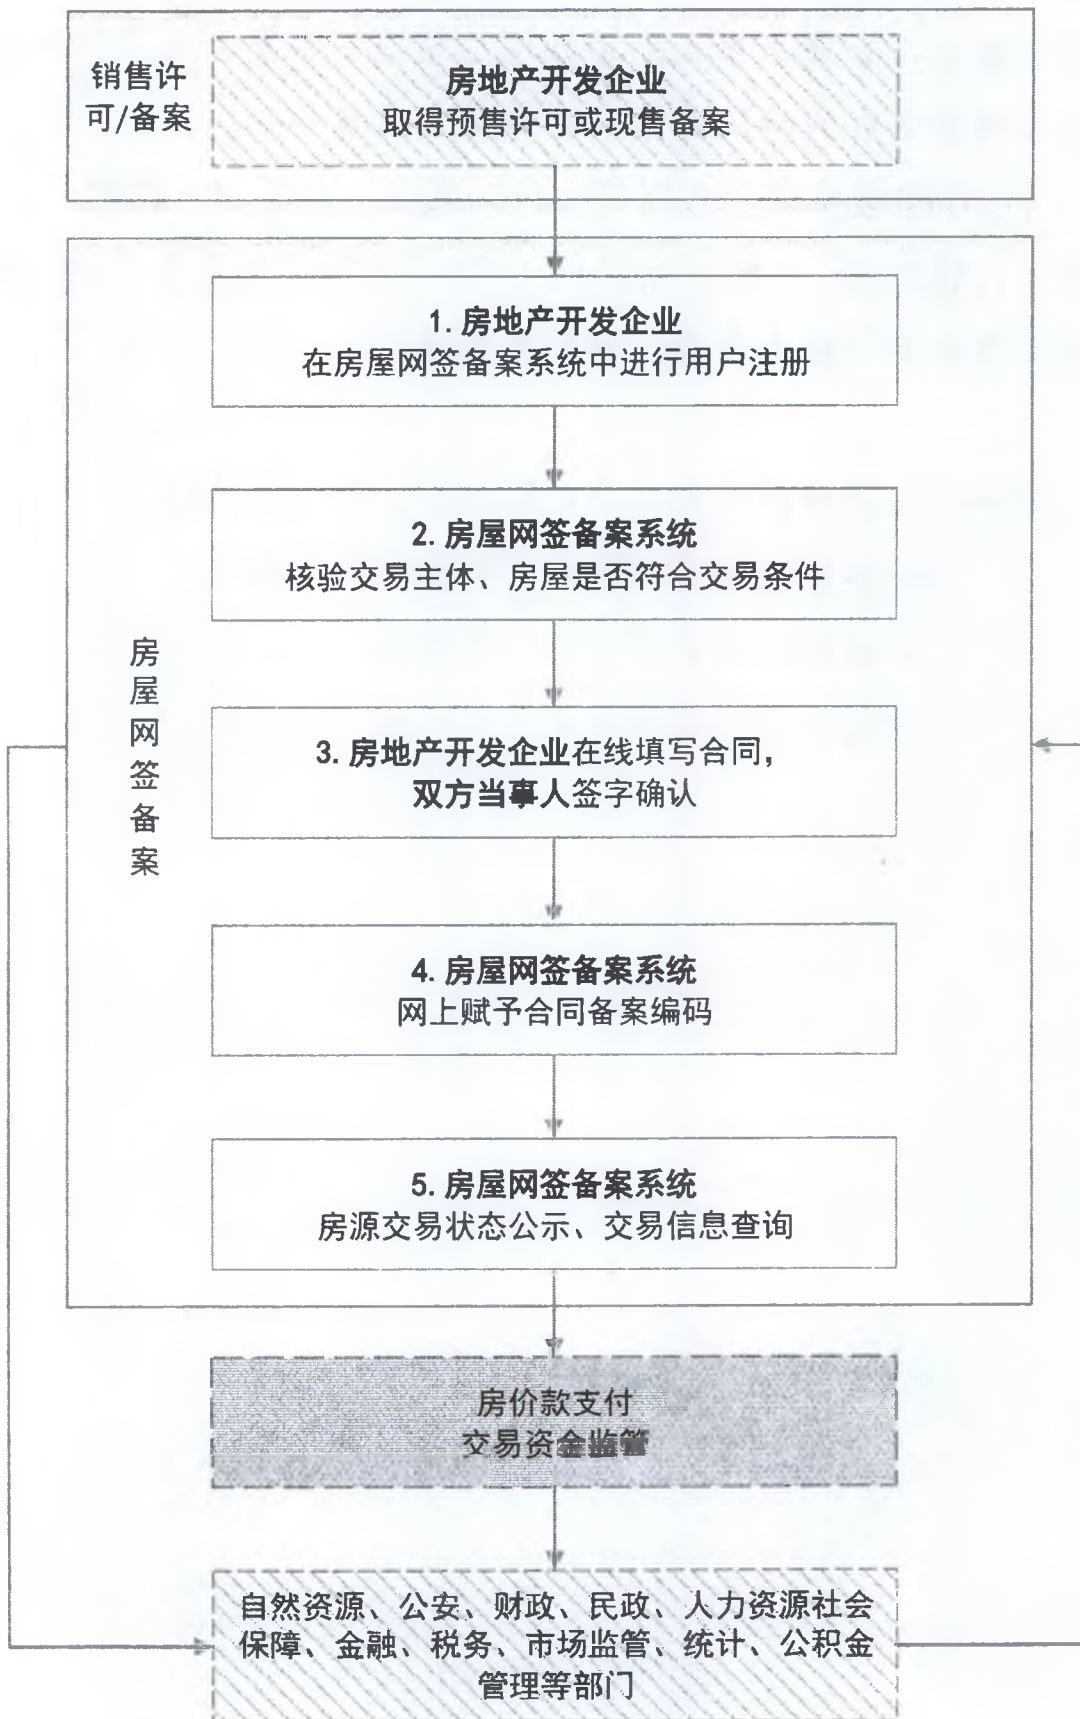 销售许
可/备案
房地产开发企业
取得预售许可或现售备案
1. 房地产开发企业
在房屋网签备案系统中进行用户注册
2. 房屋网签备案系统
核验交易主体、房屋是否符合交易条件
房屋网签备案
3. 房地产开发企业在线填写合同，
双方当事人签字确认
4. 房屋网签备案系统
网上赋予合同备案编码
5. 房屋网签备案系统
房源交易状态公示、交易信息查询
房价款支付
交易资金监管
自然资源、公安、财政、民政、人力资源社会
保障、金融、税务、市场监管、统计、公积金
管理等部门